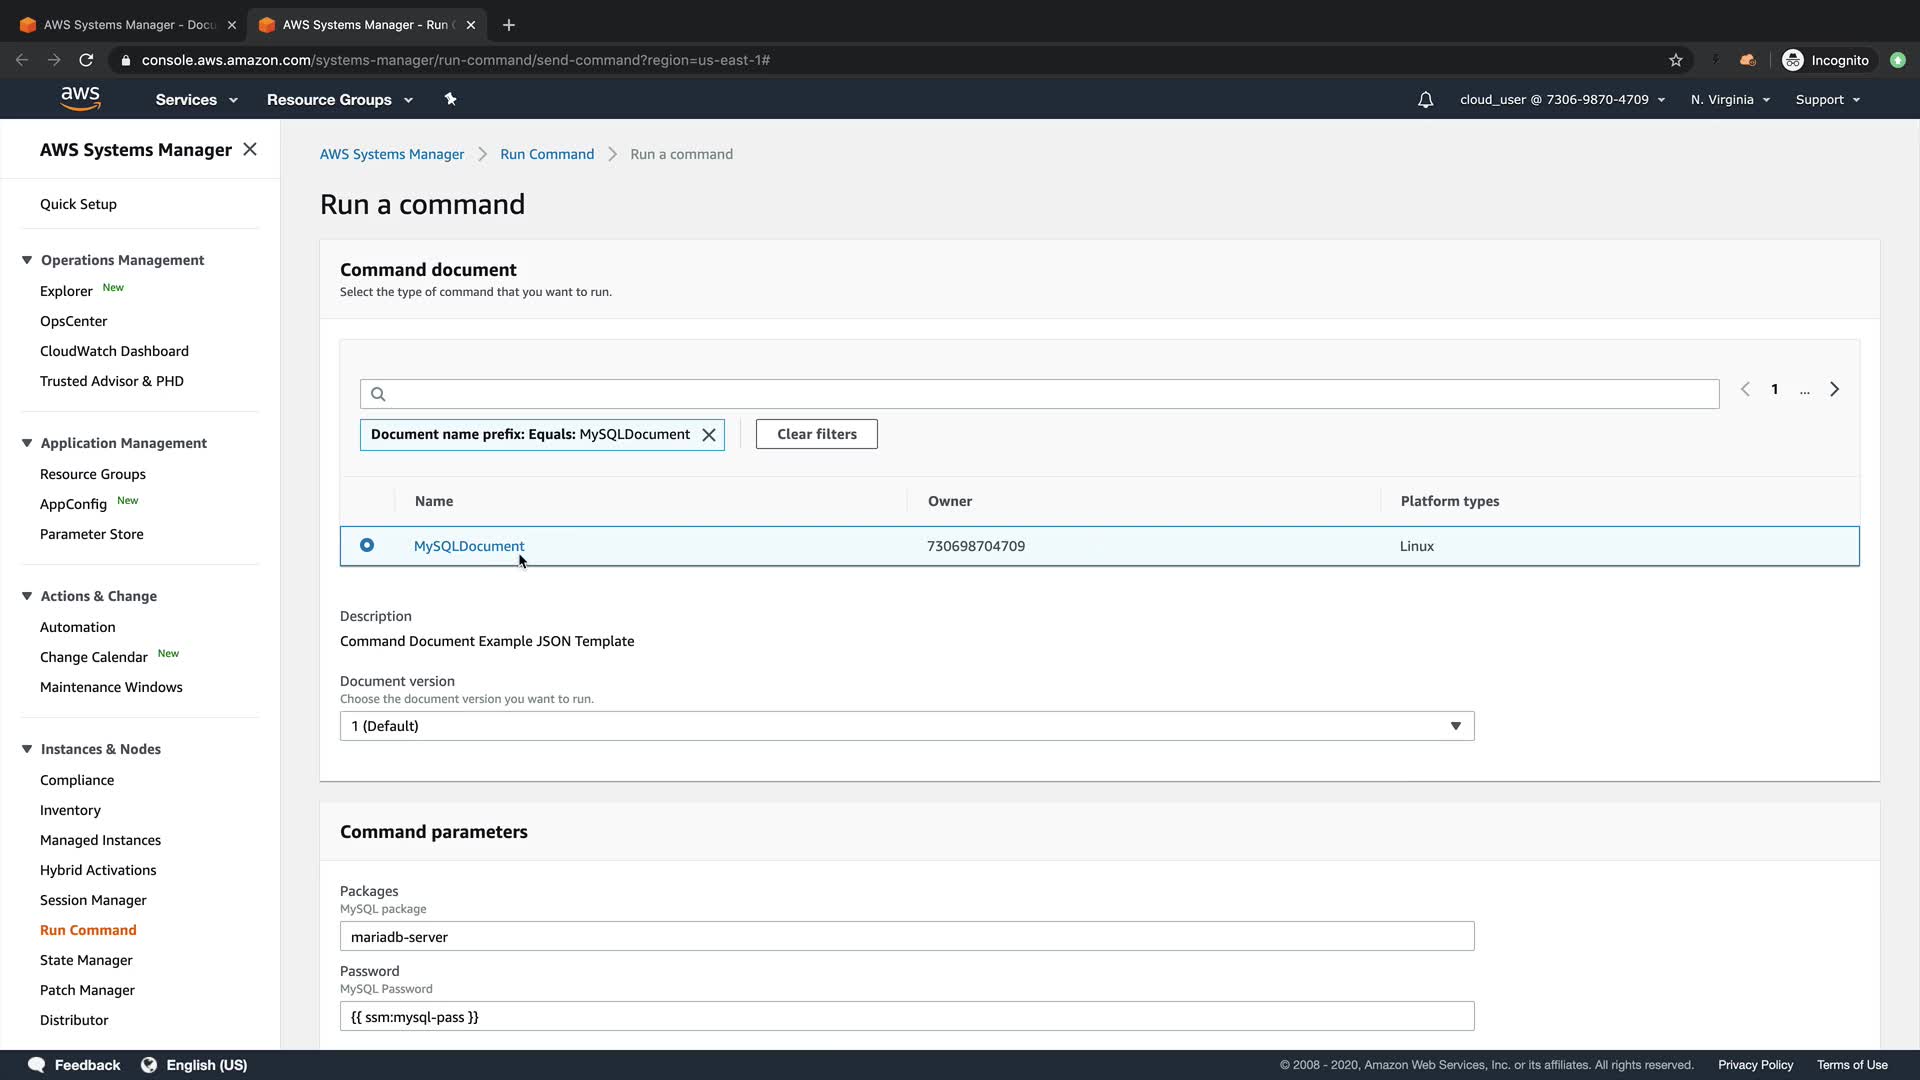 AWS Systems Manager - Docu
AWS Systems Manager - Run C
console.aws.amazon.com/systems-manager/run-command/send-command?region=us-east-1#
Incognito
aws
Services
Resource Groups
cloud_user @ 7306-9870-4709
N. Virginia
Support
AWS Systems Manager
Quick Setup
Operations Management
Explorer New
OpsCenter
CloudWatch Dashboard
Trusted Advisor & PHD
Application Management
Resource Groups
AppConfig New
Parameter Store
Actions & Change
Automation
Change Calendar New
Maintenance Windows
Instances & Nodes
Compliance
Inventory
Managed Instances
Hybrid Activations
Session Manager
Run Command
State Manager
Patch Manager
Distributor
AWS Systems Manager > Run Command > Run a command
Run a command
Command document
Select the type of command that you want to run.
1 ...
Document name prefix: Equals: MySQLDocument
Clear filters
Name Owner Platform types
MySQLDocument 730698704709 Linux
Description
Command Document Example JSON Template
Document version
Choose the document version you want to run.
1 (Default)
Command parameters
Packages
MySQL package
mariadb-server
Password
MySQL Password
{{ ssm:mysql-pass }}
Feedback
English (US)
© 2008 - 2020, Amazon Web Services, Inc. or its affiliates. All rights reserved.
Privacy Policy
Terms of Use